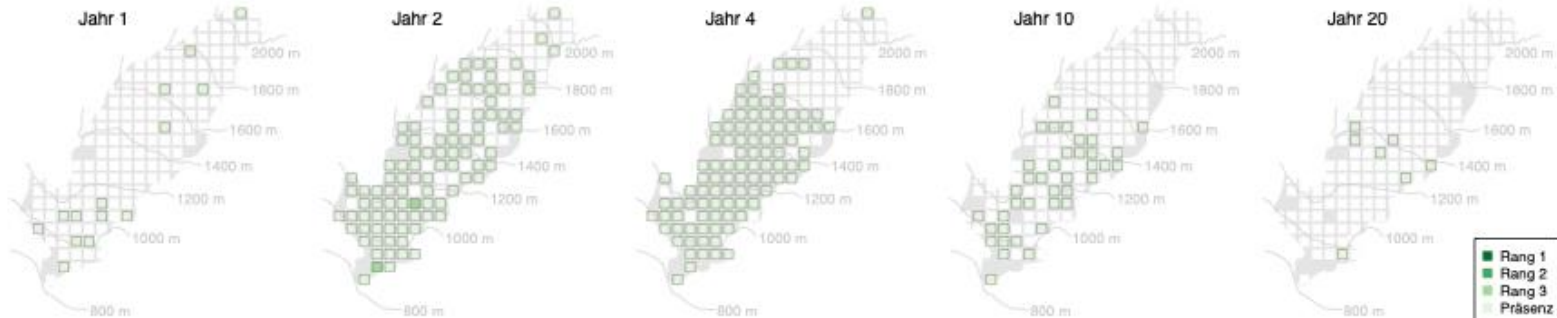 Jahr 1
2000 m
1800 m
1600 m
1400 m
1200 m
1000 m
800 m
Jahr 2
2000 m
1800 m
1600 m
1400 m
1200 m
1000 m
800 m
Jahr 4
2000 m
1800 m
1600 m
1400 m
1200 m
1000 m
800 m
Jahr 10
2000 m
1800 m
1600 m
1400 m
1200 m
1000 m
800 m
Jahr 20
2000 m
1800 m
1600 m
1400 m
1200 m
1000 m
800 m
Rang 1
Rang 2
Rang 3
Präsenz